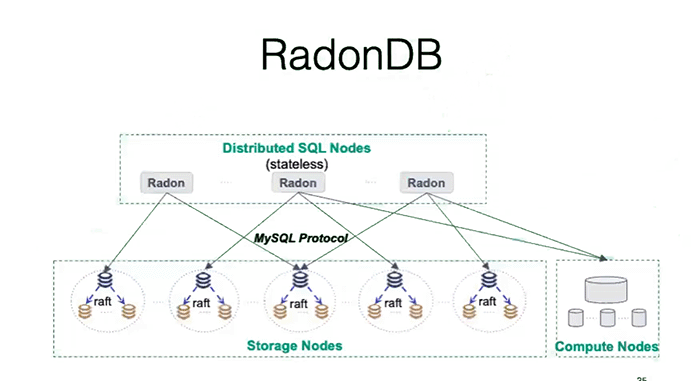 RadonDB
Distributed SQL Nodes
(stateless)
Radon
Radon
Radon
MySQL Protocol
raft
raft
raft
raft
raft
Storage Nodes
Compute Nodes